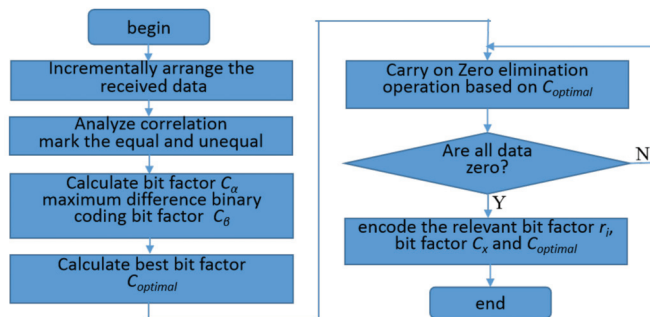 begin
Incrementally arrange the
received data
Analyze correlation
mark the equal and unequal
Calculate bit factor Cα
maximum difference binary
coding bit factor Cβ
Calculate best bit factor
Coptimal
Carry on Zero elimination
operation based on Coptimal
Are all data
zero?
N
Y
encode the relevant bit factor ri,
bit factor Cx and Coptimal
end